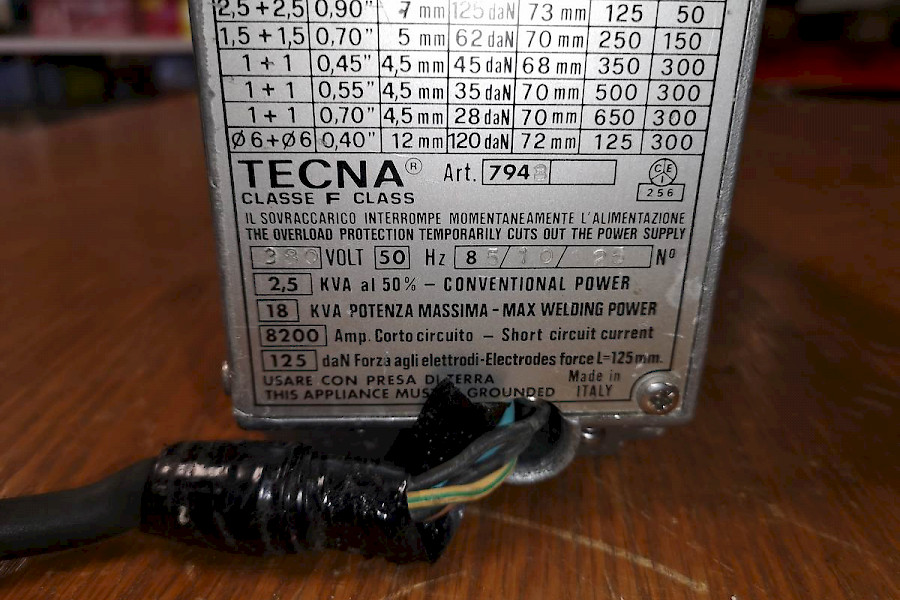 2,5+2,5 0,90" 7 mm 125 daN 73 mm 125 50
1,5+1,5 0,70" 5 mm 62 daN 70 mm 250 150
1+1 0,45" 4,5 mm 45 daN 68 mm 350 300
1+1 0,55" 4,5 mm 35 daN 70 mm 500 300
1+1 0,70" 4,5 mm 28 daN 70 mm 650 300
Ø6+Ø6 0,40" 12 mm 120 daN 72 mm 125 300
TECNA® Art. 794
CLASSE F CLASS
CE I 256
IL SOVRACCARICO INTERROMPE MOMENTANEAMENTE L'ALIMENTAZIONE
THE OVERLOAD PROTECTION TEMPORARILY CUTS OUT THE POWER SUPPLY
380 VOLT 50 Hz 8 / / N°
2,5 KVA al 50% – CONVENTIONAL POWER
18 KVA POTENZA MASSIMA – MAX WELDING POWER
8200 Amp. Corto circuito – Short circuit current
125 daN Forza agli elettrodi-Electrodes force L=125mm.
USARE CON PRESA DI TERRA
THIS APPLIANCE MUST GROUNDED
Made in
ITALY